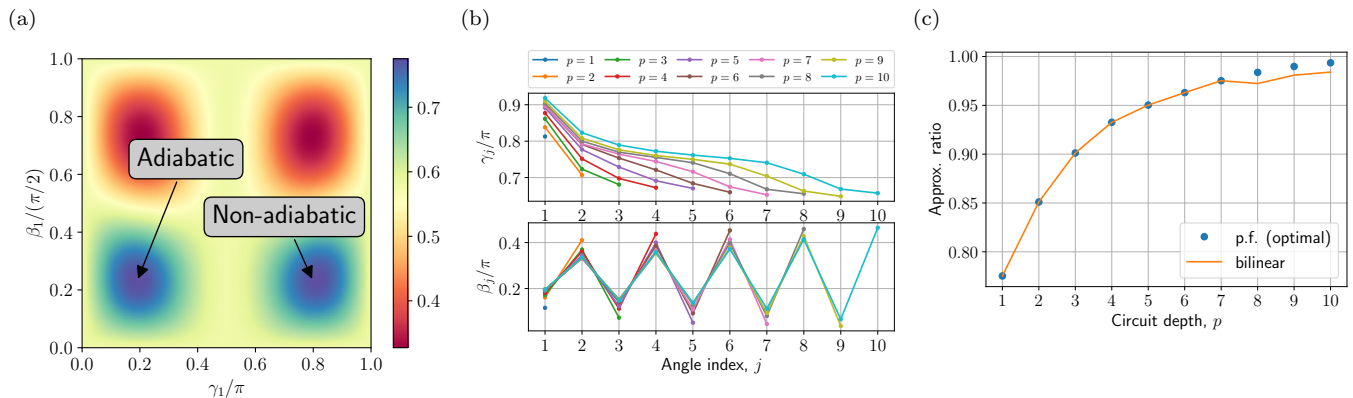 (a)
1.0
0.8
0.6
0.4
0.2
0.0
β₁/(π/2)
0.0 0.2 0.4 0.6 0.8 1.0
γ₁/π
Adiabatic
Non-adiabatic
0.7
0.6
0.5
0.4
(b)
p = 1 p = 3 p = 5 p = 7 p = 9
p = 2 p = 4 p = 6 p = 8 p = 10
0.9
0.8
0.7
γⱼ/π
1 2 3 4 5 6 7 8 9 10
0.4
0.2
βⱼ/π
1 2 3 4 5 6 7 8 9 10
Angle index, j
(c)
1.00
0.95
0.90
0.85
0.80
Approx. ratio
p.f. (optimal)
bilinear
1 2 3 4 5 6 7 8 9 10
Circuit depth, p